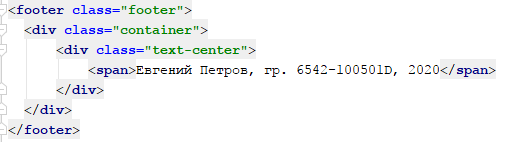 <footer class="footer">
<div class="container">
<div class="text-center">
<span>Евгений Петров, гр. 6542-100501D, 2020</span>
</div>
</div>
</footer>